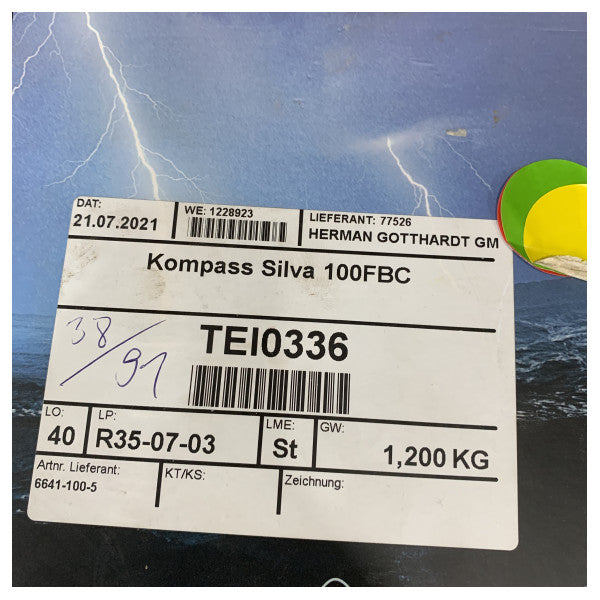 DAT:
21.07.2021
WE: 1228923
LIEFERANT: 77526
HERMAN GOTTHARDT GM
Kompass Silva 100FBC
38/91
TEI0336
LO:
40
LP:
R35-07-03
LME:
St
GW:
1,200 KG
Artnr. Lieferant:
6641-100-5
KT/KS:
Zeichnung: